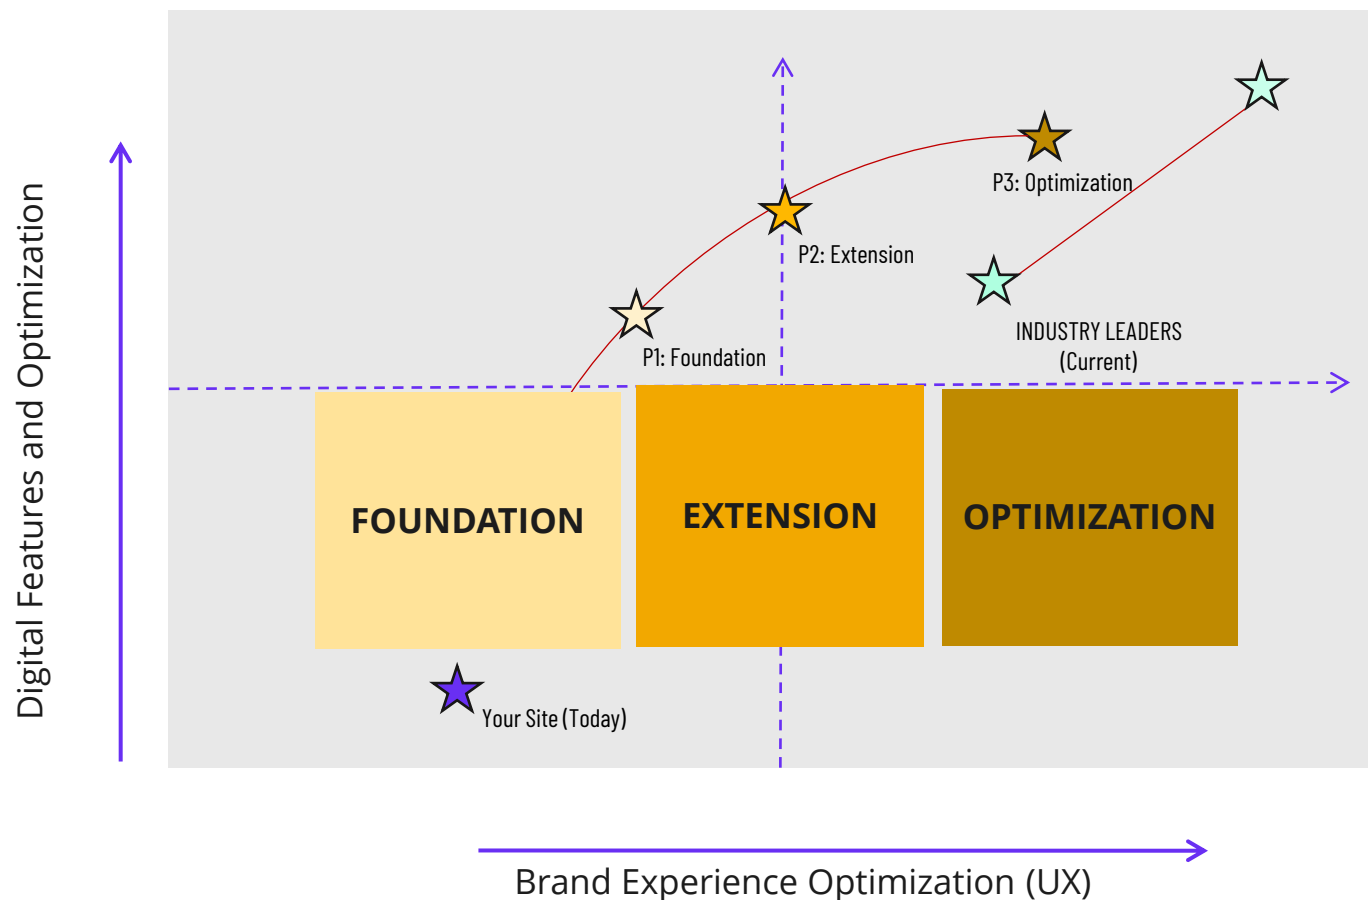 Digital Features and Optimization
P3: Optimization
P2: Extension
INDUSTRY LEADERS
(Current)
P1: Foundation
FOUNDATION
EXTENSION
OPTIMIZATION
Your Site (Today)
Brand Experience Optimization (UX)